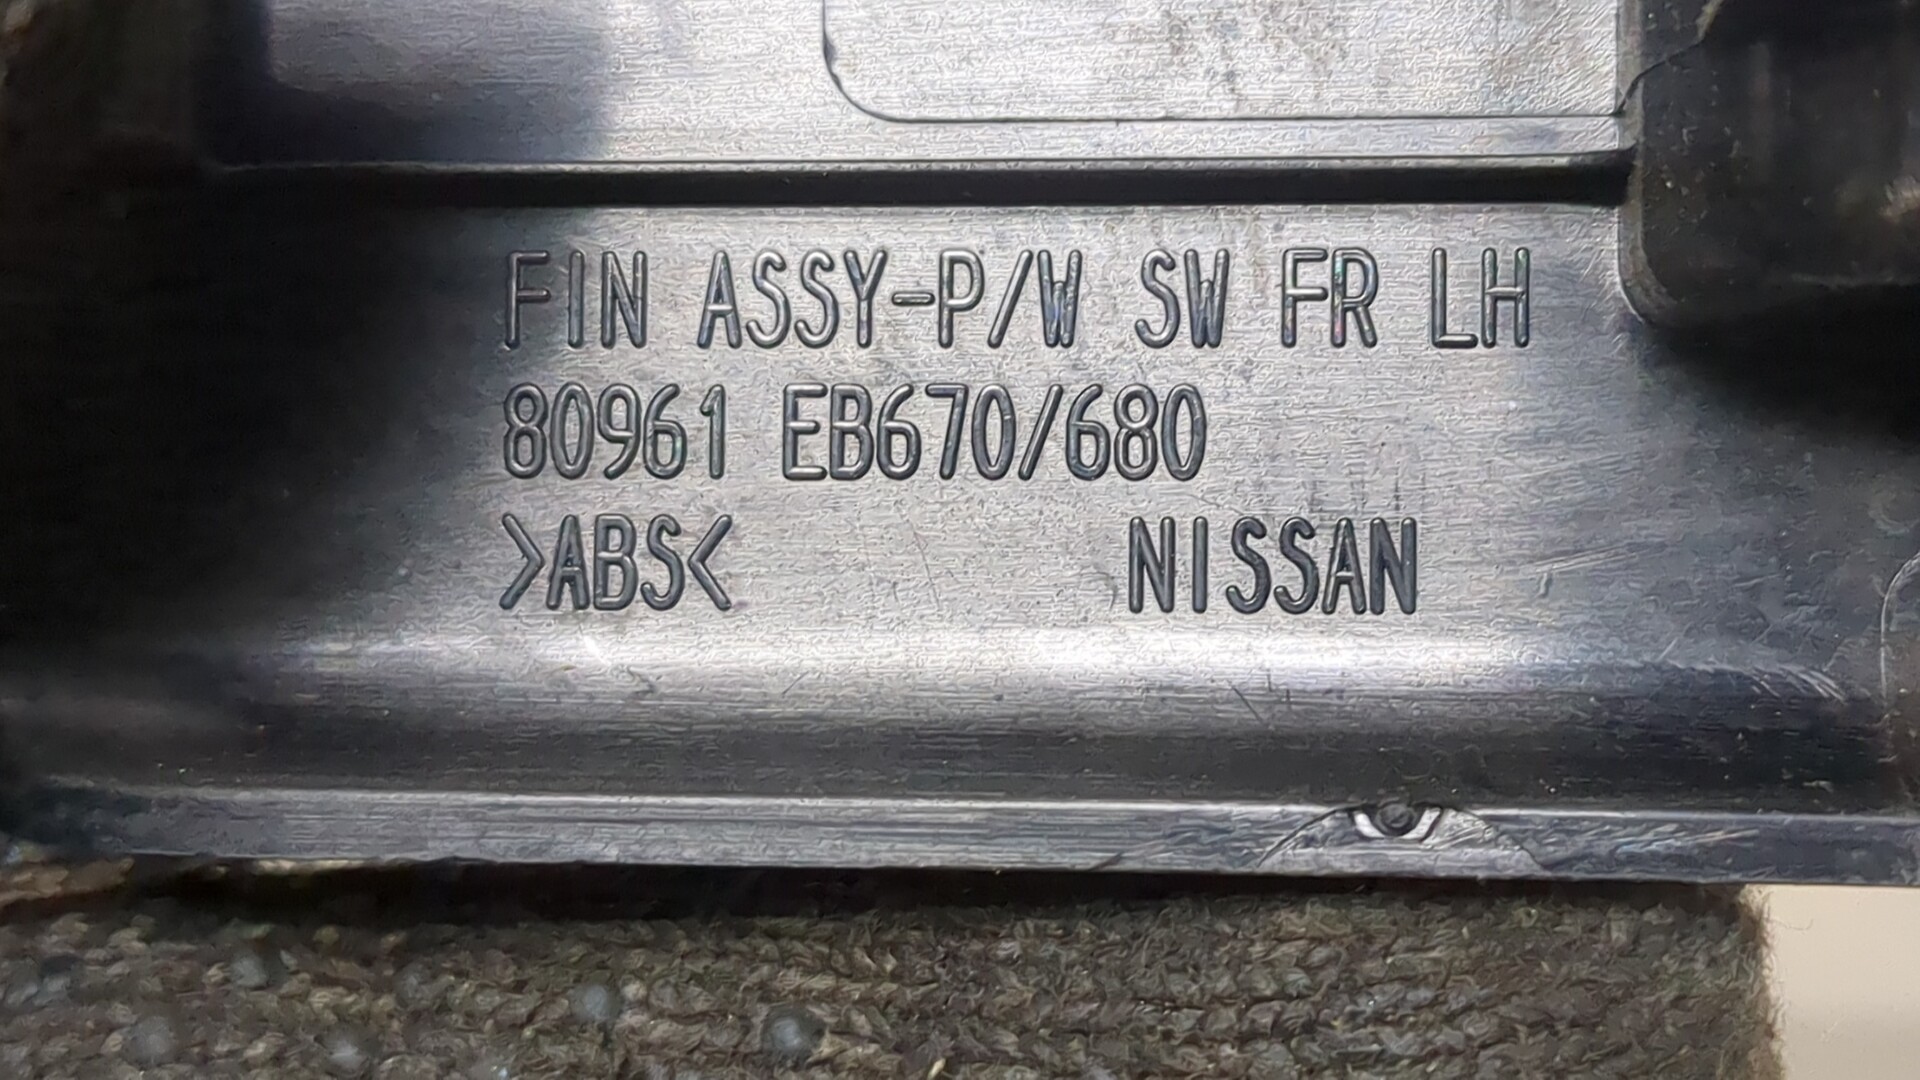 FIN ASSY-P/W SW FR LH
80961 EB670/680
>ABS< NISSAN